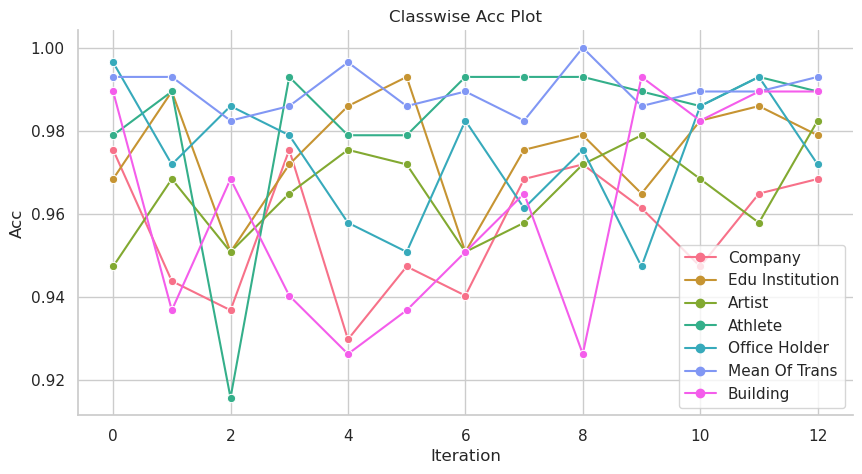 Classwise Acc Plot
1.00
0.98
0.96
0.94
0.92
Acc
0 2 4 6 8 10 12
Iteration
Company
Edu Institution
Artist
Athlete
Office Holder
Mean Of Trans
Building